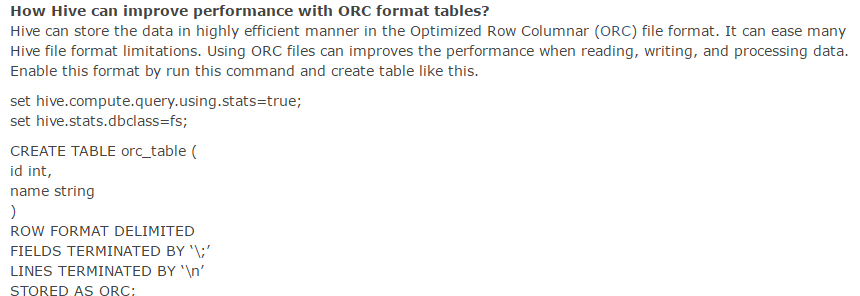 How Hive can improve performance with ORC format tables?
Hive can store the data in highly efficient manner in the Optimized Row Columnar (ORC) file format. It can ease many
Hive file format limitations. Using ORC files can improves the performance when reading, writing, and processing data.
Enable this format by run this command and create table like this.
set hive.compute.query.using.stats=true;
set hive.stats.dbclass=fs;
CREATE TABLE orc_table (
id int,
name string
)
ROW FORMAT DELIMITED
FIELDS TERMINATED BY ‘\;’
LINES TERMINATED BY ‘\n’
STORED AS ORC: